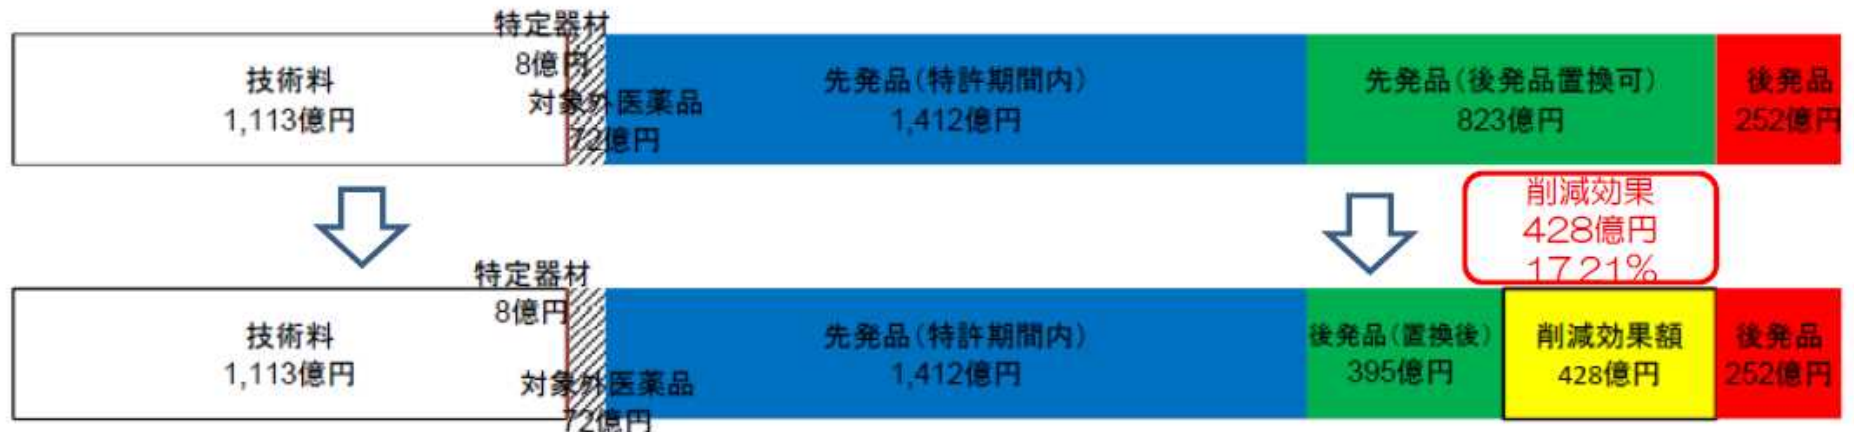 特定器材
8億円
技術料
1,113億円
対象外医薬品
72億円
先発品(特許期間内)
1,412億円
先発品(後発品置換可)
823億円
後発品
252億円
削減効果
428億円
17.21%
特定器材
8億円
技術料
1,113億円
対象外医薬品
72億円
先発品(特許期間内)
1,412億円
後発品(置換後)
395億円
削減効果額
428億円
後発品
252億円